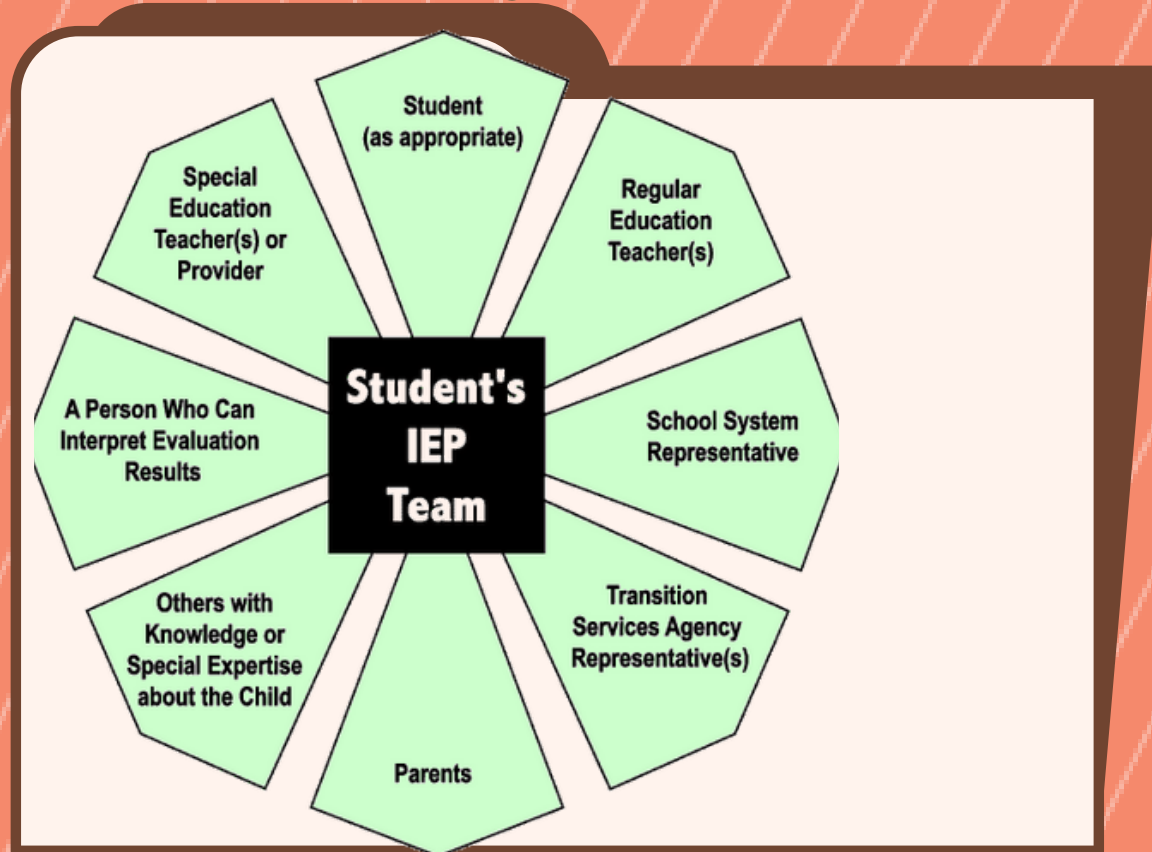 Student
(as appropriate)
Regular
Education
Teacher(s)
School System
Representative
Transition
Services Agency
Representative(s)
Parents
Others with
Knowledge or
Special Expertise
about the Child
A Person Who Can
Interpret Evaluation
Results
Special
Education
Teacher(s) or
Provider
Student's
IEP
Team